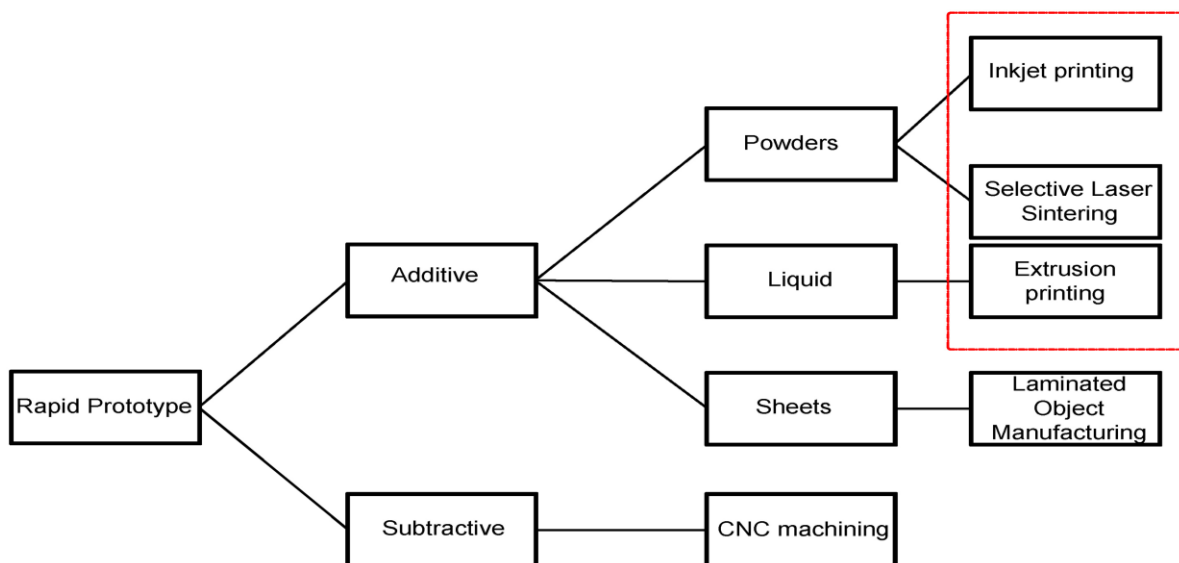 Inkjet printing
Powders
Selective Laser
Sintering
Additive
Liquid
Extrusion
printing
Rapid Prototype
Sheets
Laminated
Object
Manufacturing
Subtractive
CNC machining